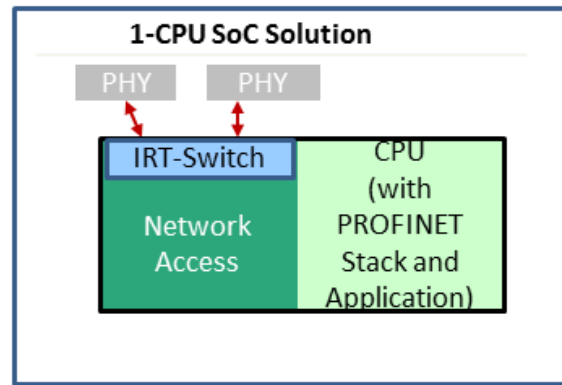 1-CPU SoC Solution
PHY
PHY
IRT-Switch
Network
Access
CPU
(with
PROFINET
Stack and
Application)